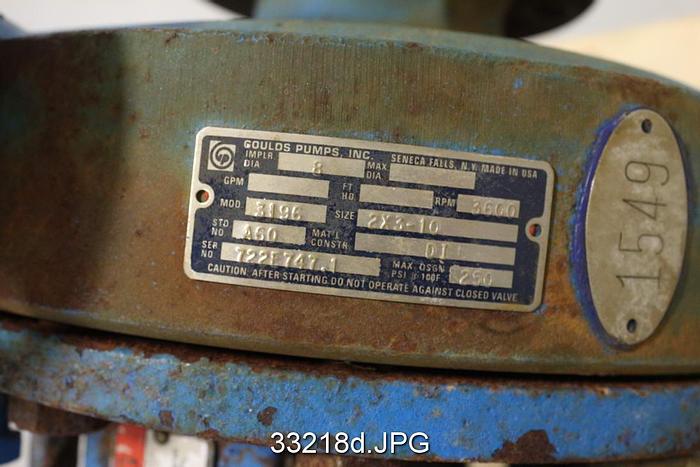 GOULDS PUMPS, INC. SENECA FALLS, N.Y. MADE IN USA
IMPLR. DIA 8 MAX DIA.
GPM FT HD. RPM 3600
MOD 3196 SIZE 2X3-10
STD NO A60 MAT'L CONSTR DI
SER NO 722F747.1 MAX DSGN PSI 100F 250
CAUTION, AFTER STARTING DO NOT OPERATE AGAINST CLOSED VALVE
1549
33218d.JPG